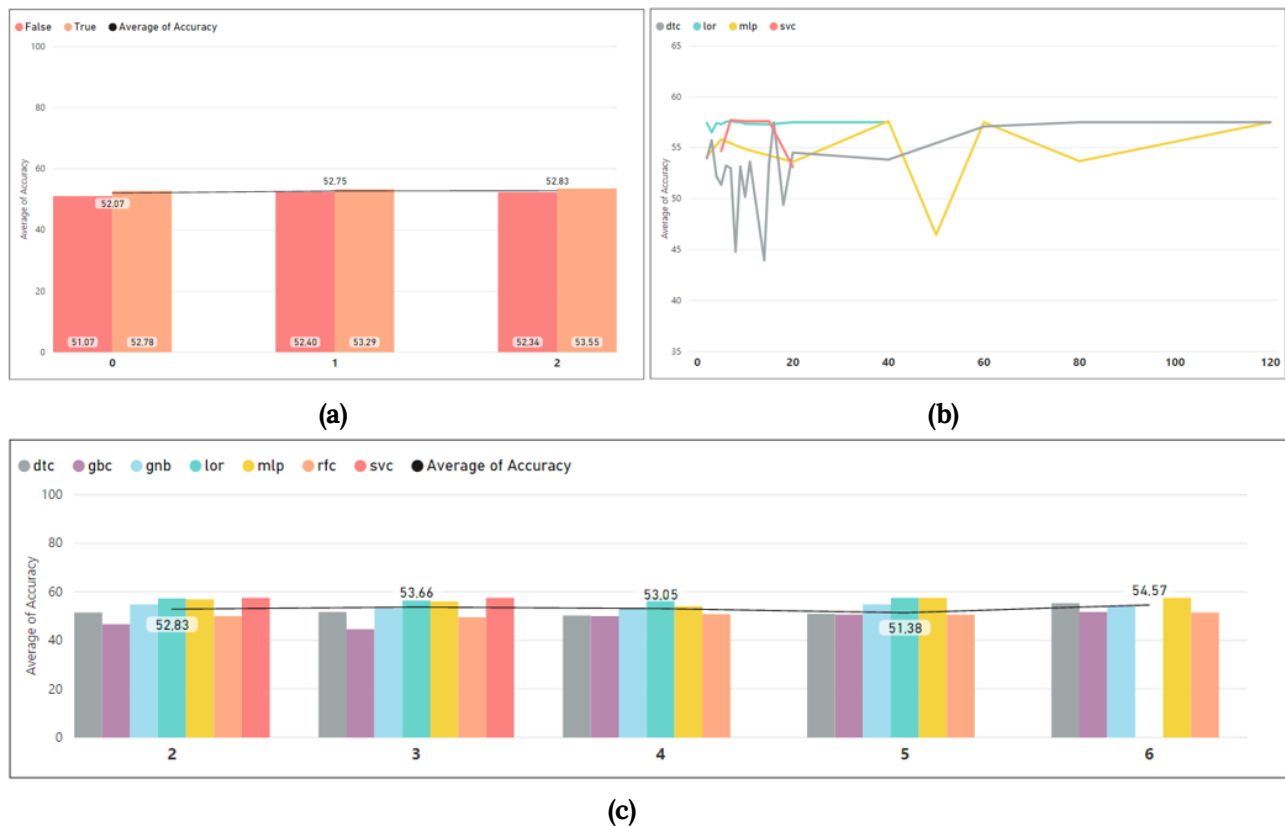 False True Average of Accuracy
100
80
60
40
20
0
Average of Accuracy
52.07
52.75
52.83
51.07 52.78 52.40 53.29 52.34 53.55
0 1 2
(a)
dtc lor mlp svc
65
60
55
50
45
40
35
Average of Accuracy
0 20 40 60 80 100 120
(b)
dtc gbc gnb lor mlp rfc svc Average of Accuracy
100
80
60
40
20
0
Average of Accuracy
52,83
53,66
53,05
51,38
54,57
2 3 4 5 6
(c)